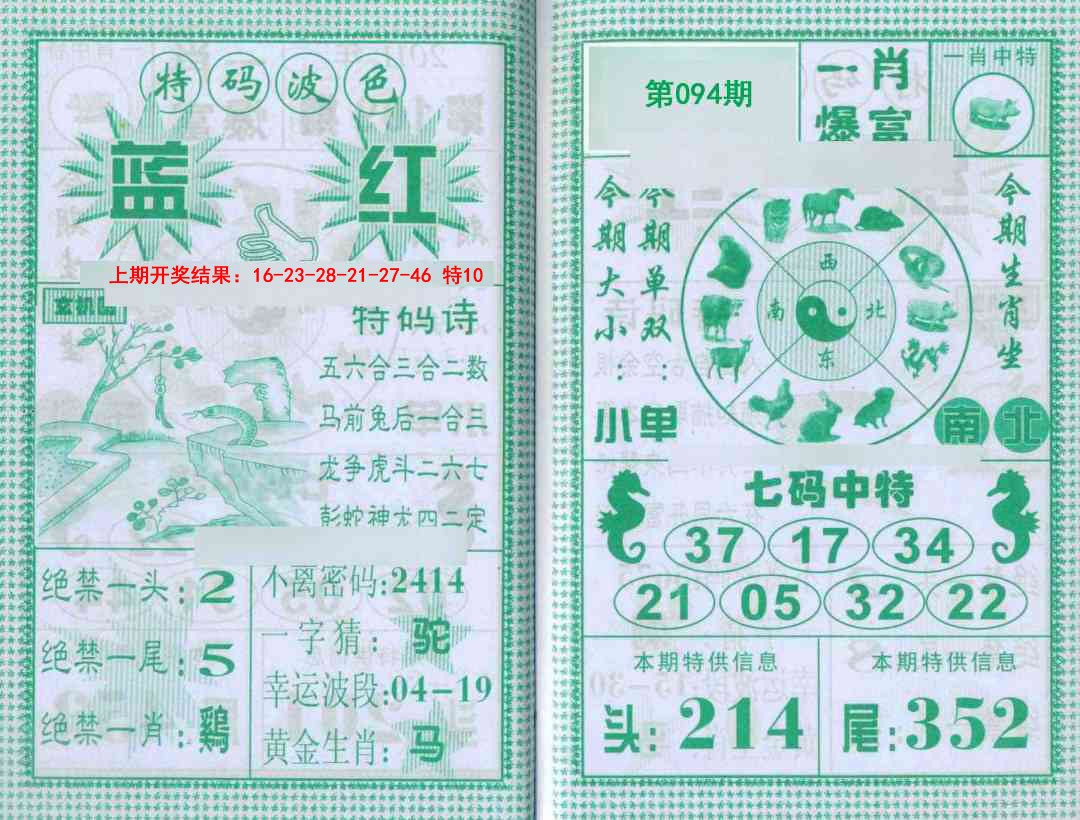 特码波色
蓝 红
上期开奖结果: 16-23-28-21-27-46 特10
玄机
特码诗
五六合三合二数
马前兔后一合三
龙争虎斗二六七
彭蛇神龙四二定
绝禁一头:2
绝禁一尾:5
绝禁一肖:鷄
不离密码:2414
一字猜:驼
幸运波段:04-19
黄金生肖:马
第094期
一肖
爆富
一肖中特
今期大小:小
今期单双:单
西
南 北
东
今期生肖坐
南 北
七码中特
37 17 34
21 05 32 22
本期特供信息
头:214
本期特供信息
尾:352